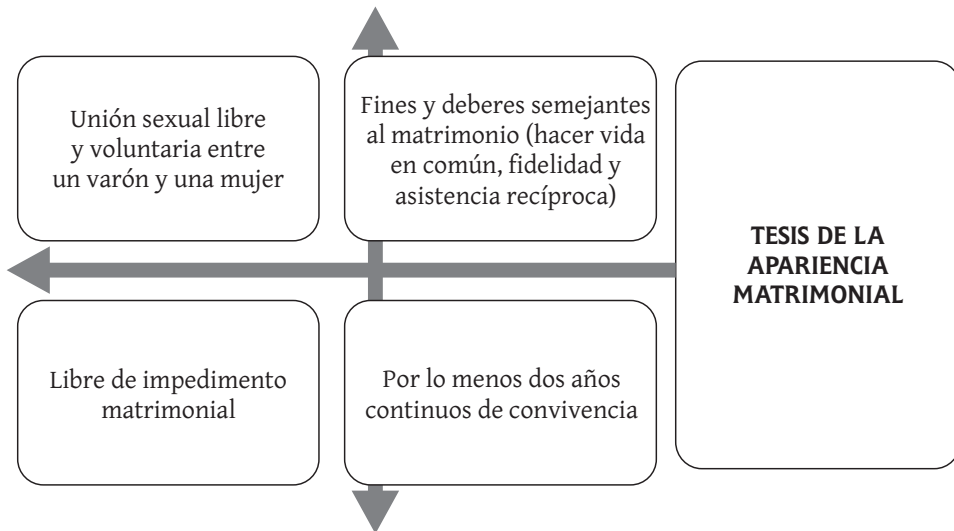 Unión sexual libre
y voluntaria entre
un varón y una mujer
Fines y deberes semejantes
al matrimonio (hacer vida
en común, fidelidad y
asistencia recíproca)
TESIS DE LA
APARIENCIA
MATRIMONIAL
Libre de impedimento
matrimonial
Por lo menos dos años
continuos de convivencia